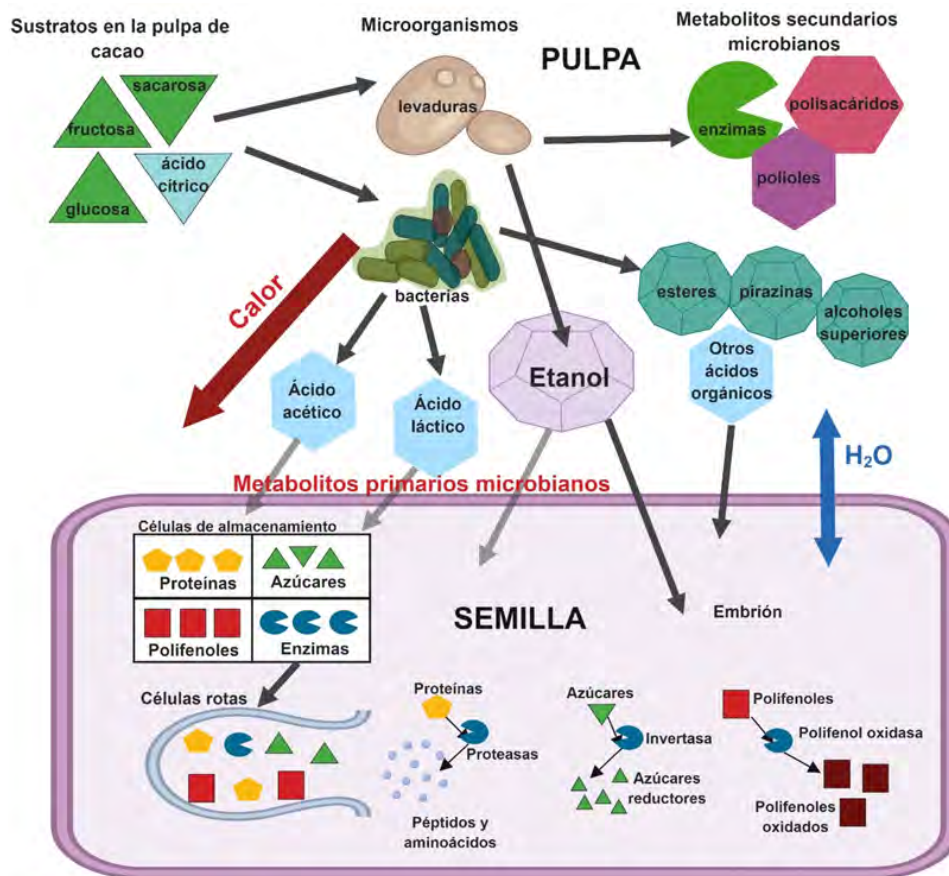 Sustratos en la pulpa de
cacao
sacarosa
fructosa
ácido
cítrico
glucosa
Microorganismos
levaduras
bacterias
PULPA
Metabolitos secundarios
microbianos
enzimas
polisacáridos
polioles
esteres
pirazinas
alcoholes
superiores
Otros
ácidos
orgánicos
Calor
Ácido
acético
Ácido
láctico
Etanol
H₂O
Metabolitos primarios microbianos
Células de almacenamiento
Proteínas
Azúcares
Polifenoles
Enzimas
SEMILLA
Embrión
Células rotas
Proteínas
Proteasas
Péptidos y
aminoácidos
Azúcares
Invertasa
Azúcares
reductores
Polifenoles
Polifenol oxidasa
Polifenoles
oxidados